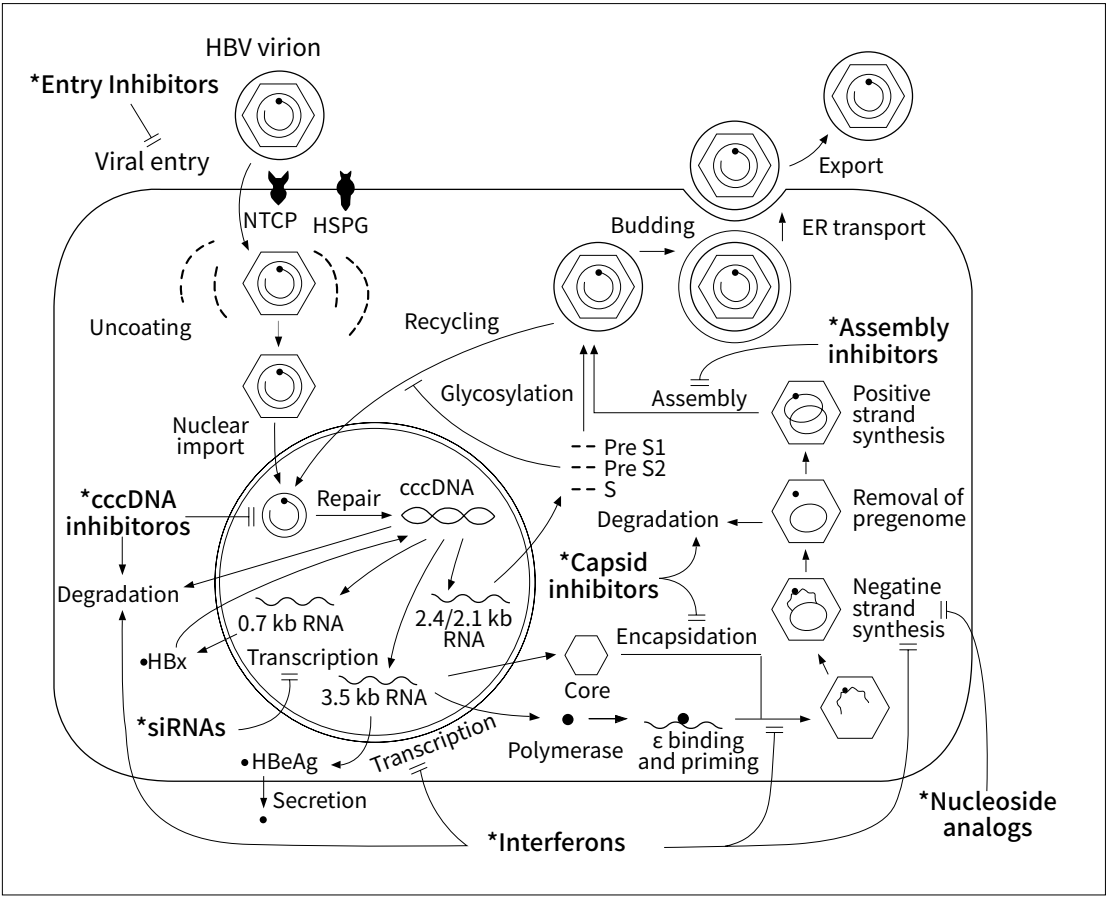 HBV virion
*Entry Inhibitors
Viral entry
Export
NTCP
HSPG
Budding
ER transport
Uncoating
Recycling
*Assembly
inhibitors
Glycosylation
Assembly
Positive
strand
synthesis
Nuclear
import
Pre S1
Pre S2
S
*cccDNA
inhibitoros
Repair
cccDNA
Degradation
Removal of
pregenome
*Capsid
inhibitors
Degradation
Negatine
strand
synthesis
0.7 kb RNA
2.4/2.1 kb
RNA
Encapsidation
•HBx
Transcription
3.5 kb RNA
Core
*siRNAs
Transcription
Polymerase
ε binding
and priming
•HBeAg
Secretion
*Nucleoside
analogs
*Interferons